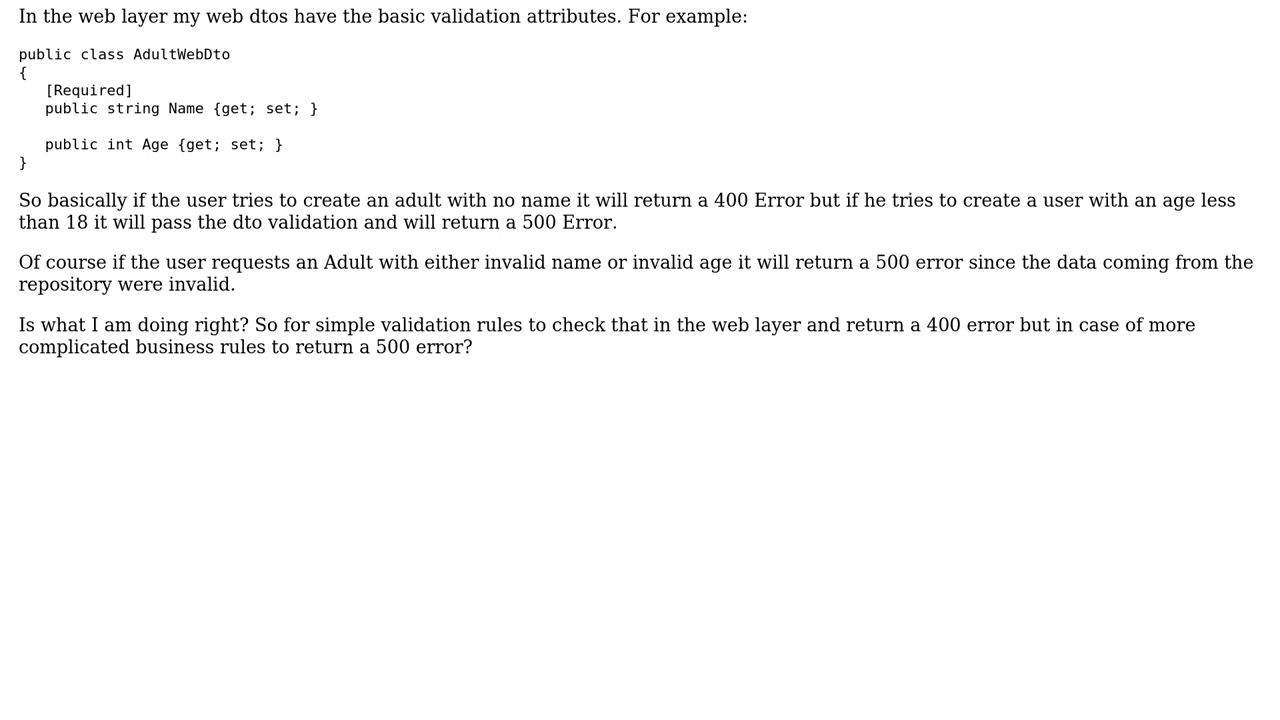 In the web layer my web dtos have the basic validation attributes. For example:
public class AdultWebDto
{
   [Required]
   public string Name {get; set; }
   public int Age {get; set; }
}
So basically if the user tries to create an adult with no name it will return a 400 Error but if he tries to create a user with an age less
than 18 it will pass the dto validation and will return a 500 Error.
Of course if the user requests an Adult with either invalid name or invalid age it will return a 500 error since the data coming from the
repository were invalid.
Is what I am doing right? So for simple validation rules to check that in the web layer and return a 400 error but in case of more
complicated business rules to return a 500 error?